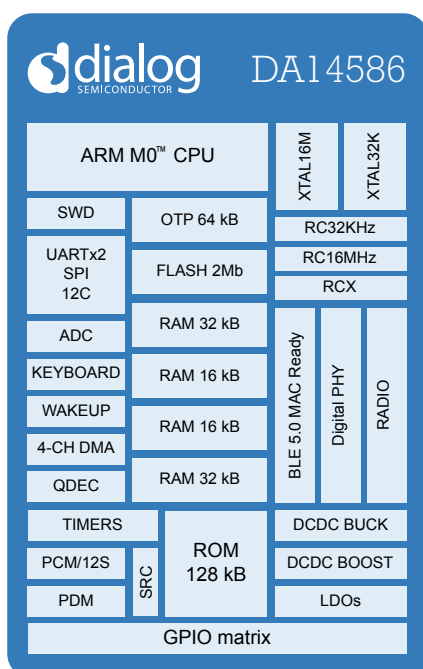 dialog
SEMICONDUCTOR
DA14586
ARM M0™ CPU
XTAL16M
XTAL32K
SWD
OTP 64 kB
RC32KHz
UARTx2
SPI
12C
FLASH 2Mb
RC16MHz
RCX
RAM 32 kB
ADC
KEYBOARD
RAM 16 kB
WAKEUP
RAM 16 kB
4-CH DMA
QDEC
RAM 32 kB
BLE 5.0 MAC Ready
Digital PHY
RADIO
TIMERS
PCM/12S
PDM
SRC
ROM
128 kB
DCDC BUCK
DCDC BOOST
LDOs
GPIO matrix